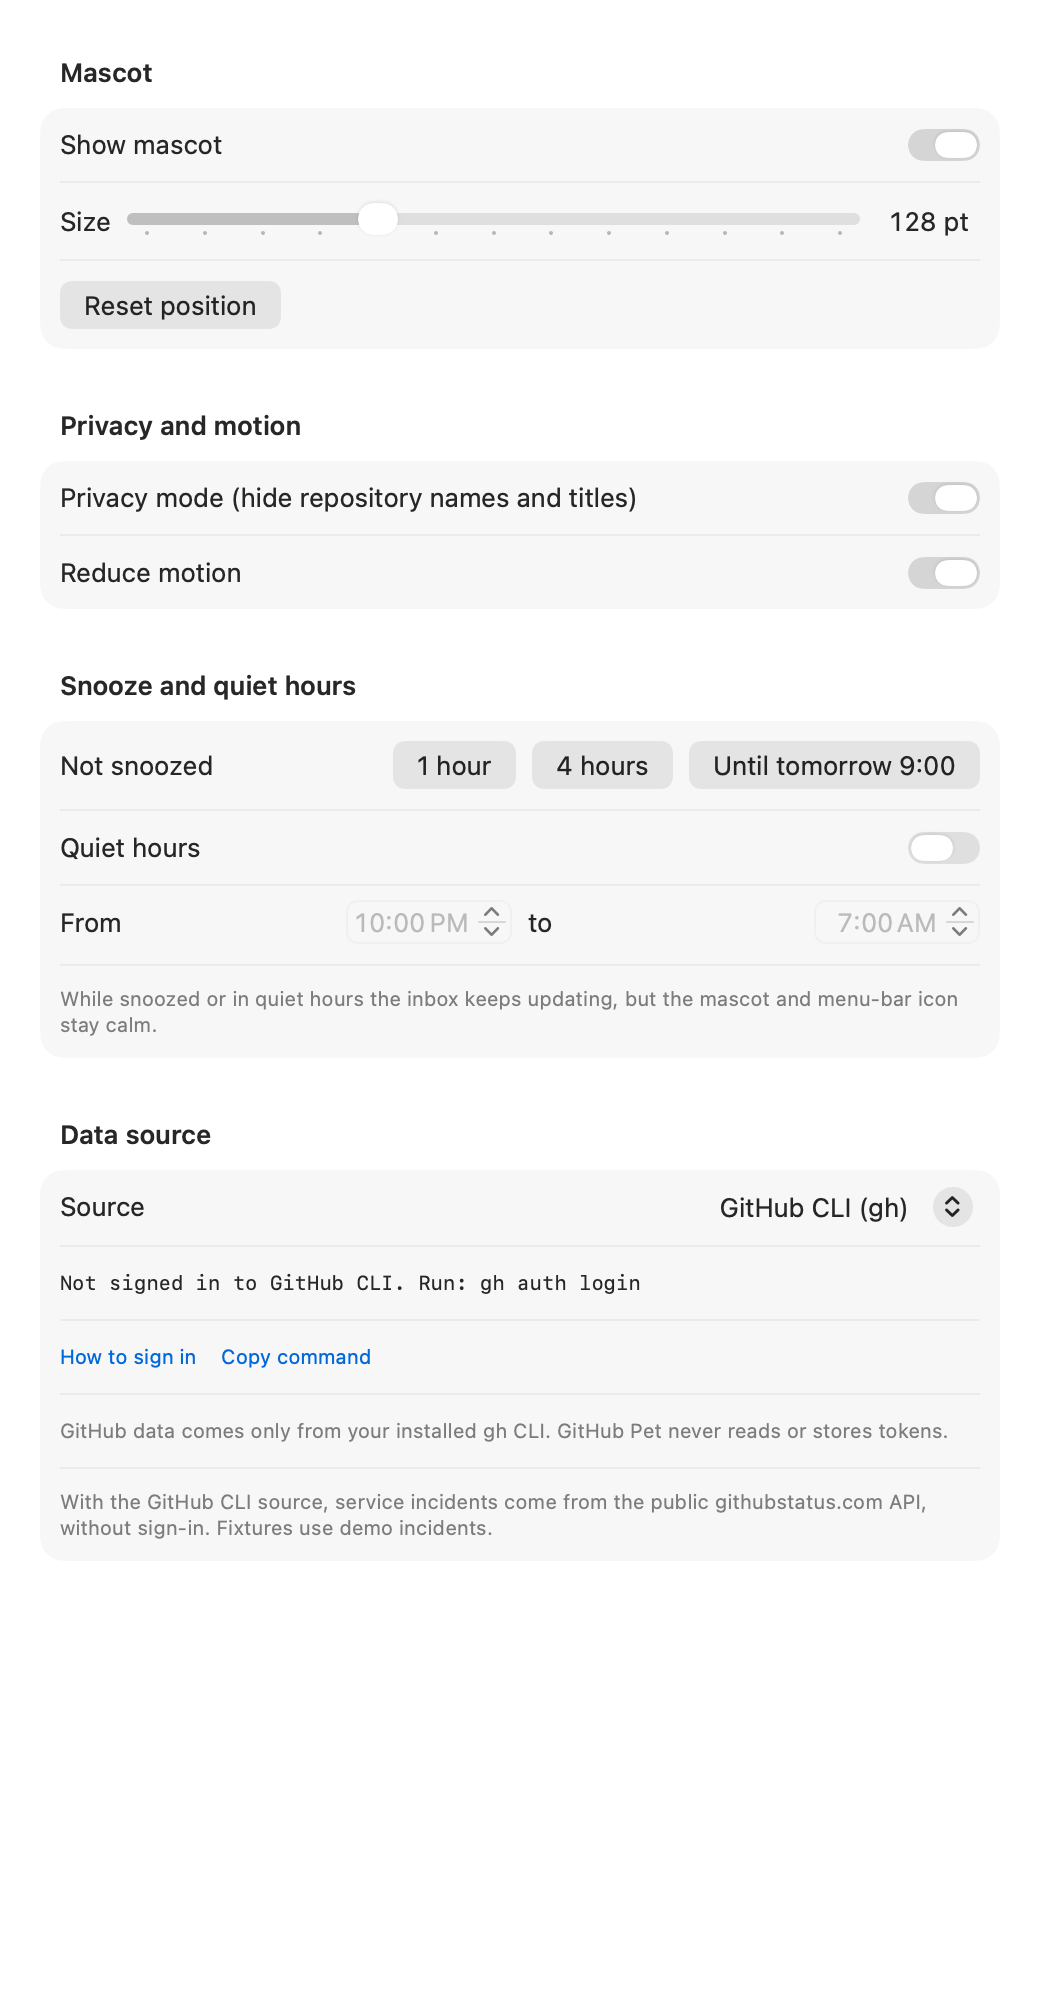 Mascot
Show mascot
Size 128 pt
Reset position
Privacy and motion
Privacy mode (hide repository names and titles)
Reduce motion
Snooze and quiet hours
Not snoozed 1 hour 4 hours Until tomorrow 9:00
Quiet hours
From 10:00 PM to 7:00 AM
While snoozed or in quiet hours the inbox keeps updating, but the mascot and menu-bar icon
stay calm.
Data source
Source GitHub CLI (gh)
Not signed in to GitHub CLI. Run: gh auth login
How to sign in Copy command
GitHub data comes only from your installed gh CLI. GitHub Pet never reads or stores tokens.
With the GitHub CLI source, service incidents come from the public githubstatus.com API,
without sign-in. Fixtures use demo incidents.